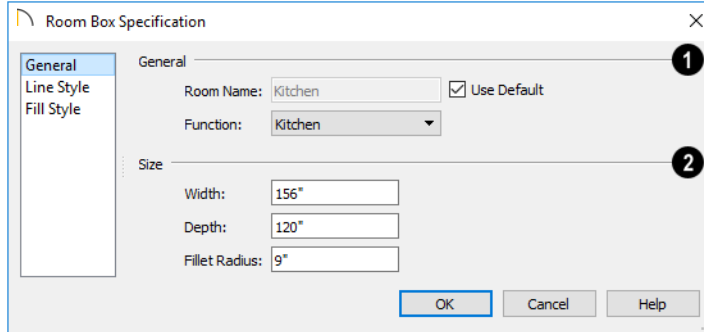 Room Box Specification
General
Line Style
Fill Style
General
1
Room Name: Kitchen Use Default
Function: Kitchen
Size
2
Width: 156"
Depth: 120"
Fillet Radius: 9"
OK Cancel Help